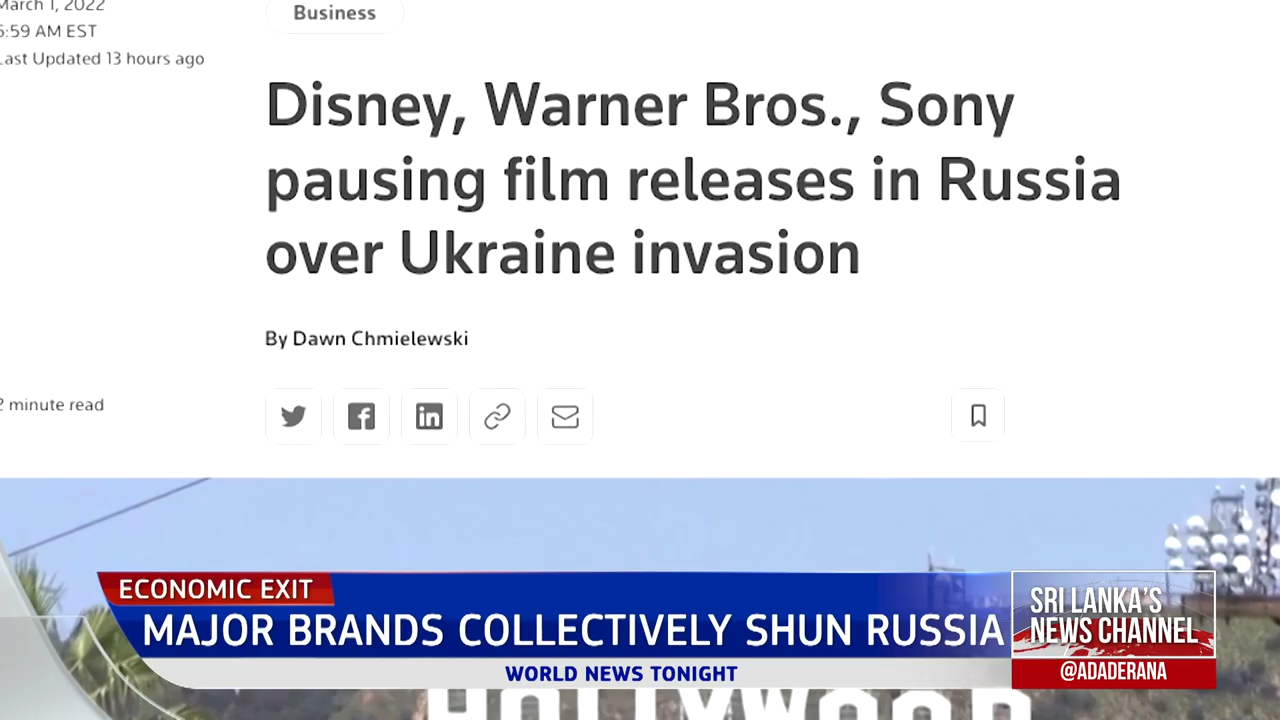 March 1, 2022
Business
5:59 AM EST
Last Updated 13 hours ago
Disney, Warner Bros., Sony
pausing film releases in Russia
over Ukraine invasion
By Dawn Chmielewski
2 minute read
ECONOMIC EXIT
MAJOR BRANDS COLLECTIVELY SHUN RUSSIA
WORLD NEWS TONIGHT
SRI LANKA'S
NEWS CHANNEL
@ADADERANA
HOLLYWOOD